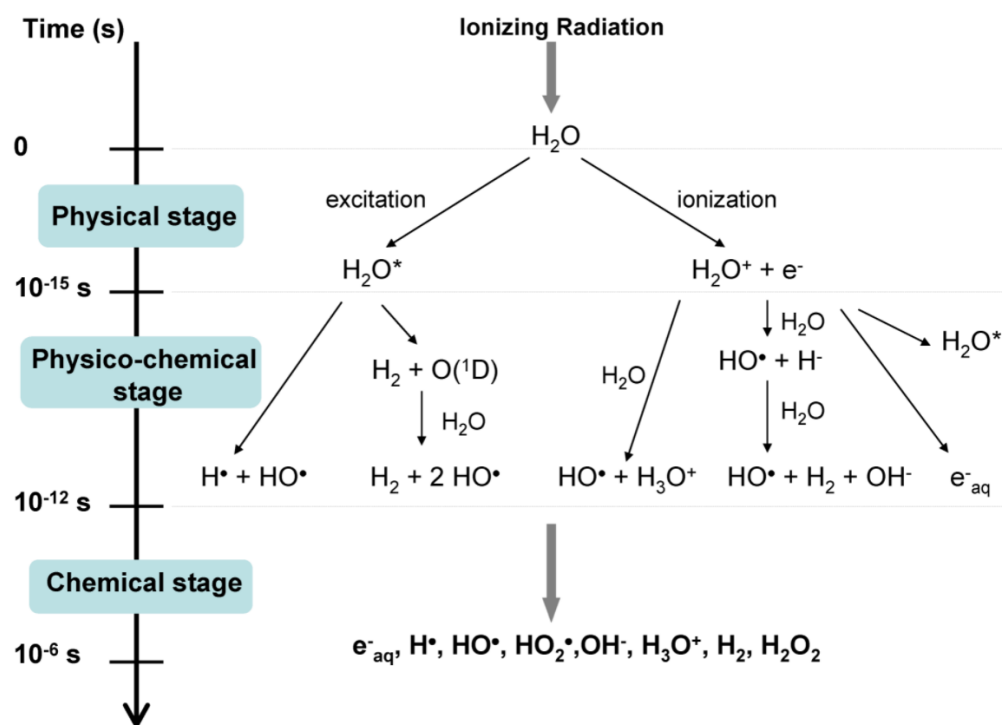 Time (s)
Ionizing Radiation
0
H₂O
excitation
ionization
Physical stage
H₂O*
H₂O⁺ + e⁻
10⁻¹⁵ s
H₂O
H₂O*
Physico-chemical
stage
H₂ + O(¹D)
H₂O
HO• + H⁻
H₂O
H₂O
H• + HO•
H₂ + 2 HO•
HO• + H₃O⁺
HO• + H₂ + OH⁻
e⁻aq
10⁻¹² s
Chemical stage
10⁻⁶ s
e⁻aq, H•, HO•, HO₂•,OH⁻, H₃O⁺, H₂, H₂O₂